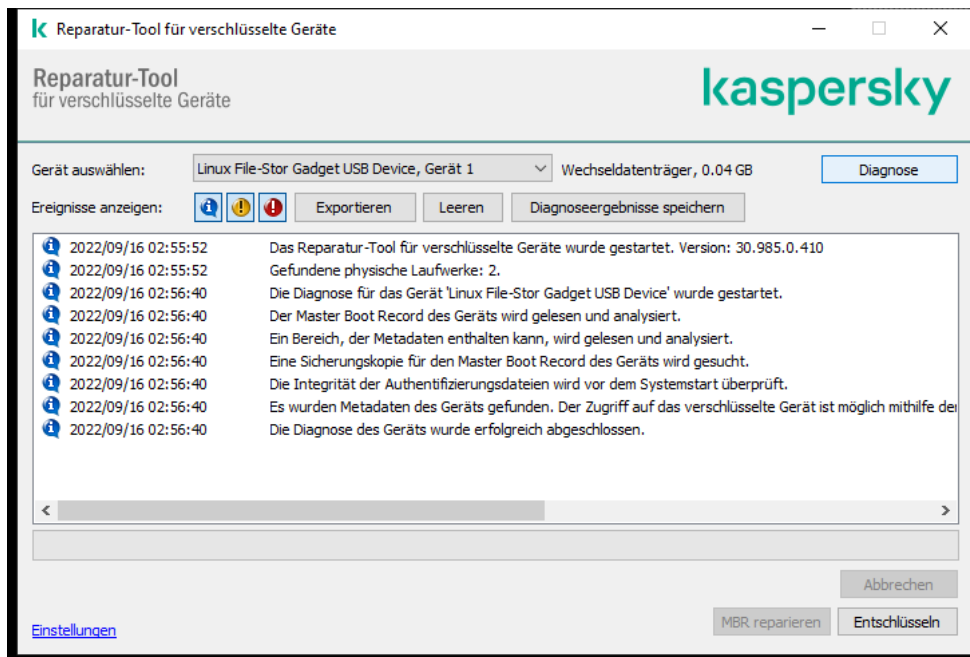 Reparatur-Tool für verschlüsselte Geräte
Reparatur-Tool
für verschlüsselte Geräte
kaspersky
Gerät auswählen: Linux File-Stor Gadget USB Device, Gerät 1 Wechseldatenträger, 0.04 GB Diagnose
Ereignisse anzeigen: Exportieren Leeren Diagnoseergebnisse speichern
2022/09/16 02:55:52 Das Reparatur-Tool für verschlüsselte Geräte wurde gestartet. Version: 30.985.0.410
2022/09/16 02:55:52 Gefundene physische Laufwerke: 2.
2022/09/16 02:56:40 Die Diagnose für das Gerät 'Linux File-Stor Gadget USB Device' wurde gestartet.
2022/09/16 02:56:40 Der Master Boot Record des Geräts wird gelesen und analysiert.
2022/09/16 02:56:40 Ein Bereich, der Metadaten enthalten kann, wird gelesen und analysiert.
2022/09/16 02:56:40 Eine Sicherungskopie für den Master Boot Record des Geräts wird gesucht.
2022/09/16 02:56:40 Die Integrität der Authentifizierungsdateien wird vor dem Systemstart überprüft.
2022/09/16 02:56:40 Es wurden Metadaten des Geräts gefunden. Der Zugriff auf das verschlüsselte Gerät ist möglich mithilfe
2022/09/16 02:56:40 Die Diagnose des Geräts wurde erfolgreich abgeschlossen.
Abbrechen
Einstellungen MBR reparieren Entschlüsseln